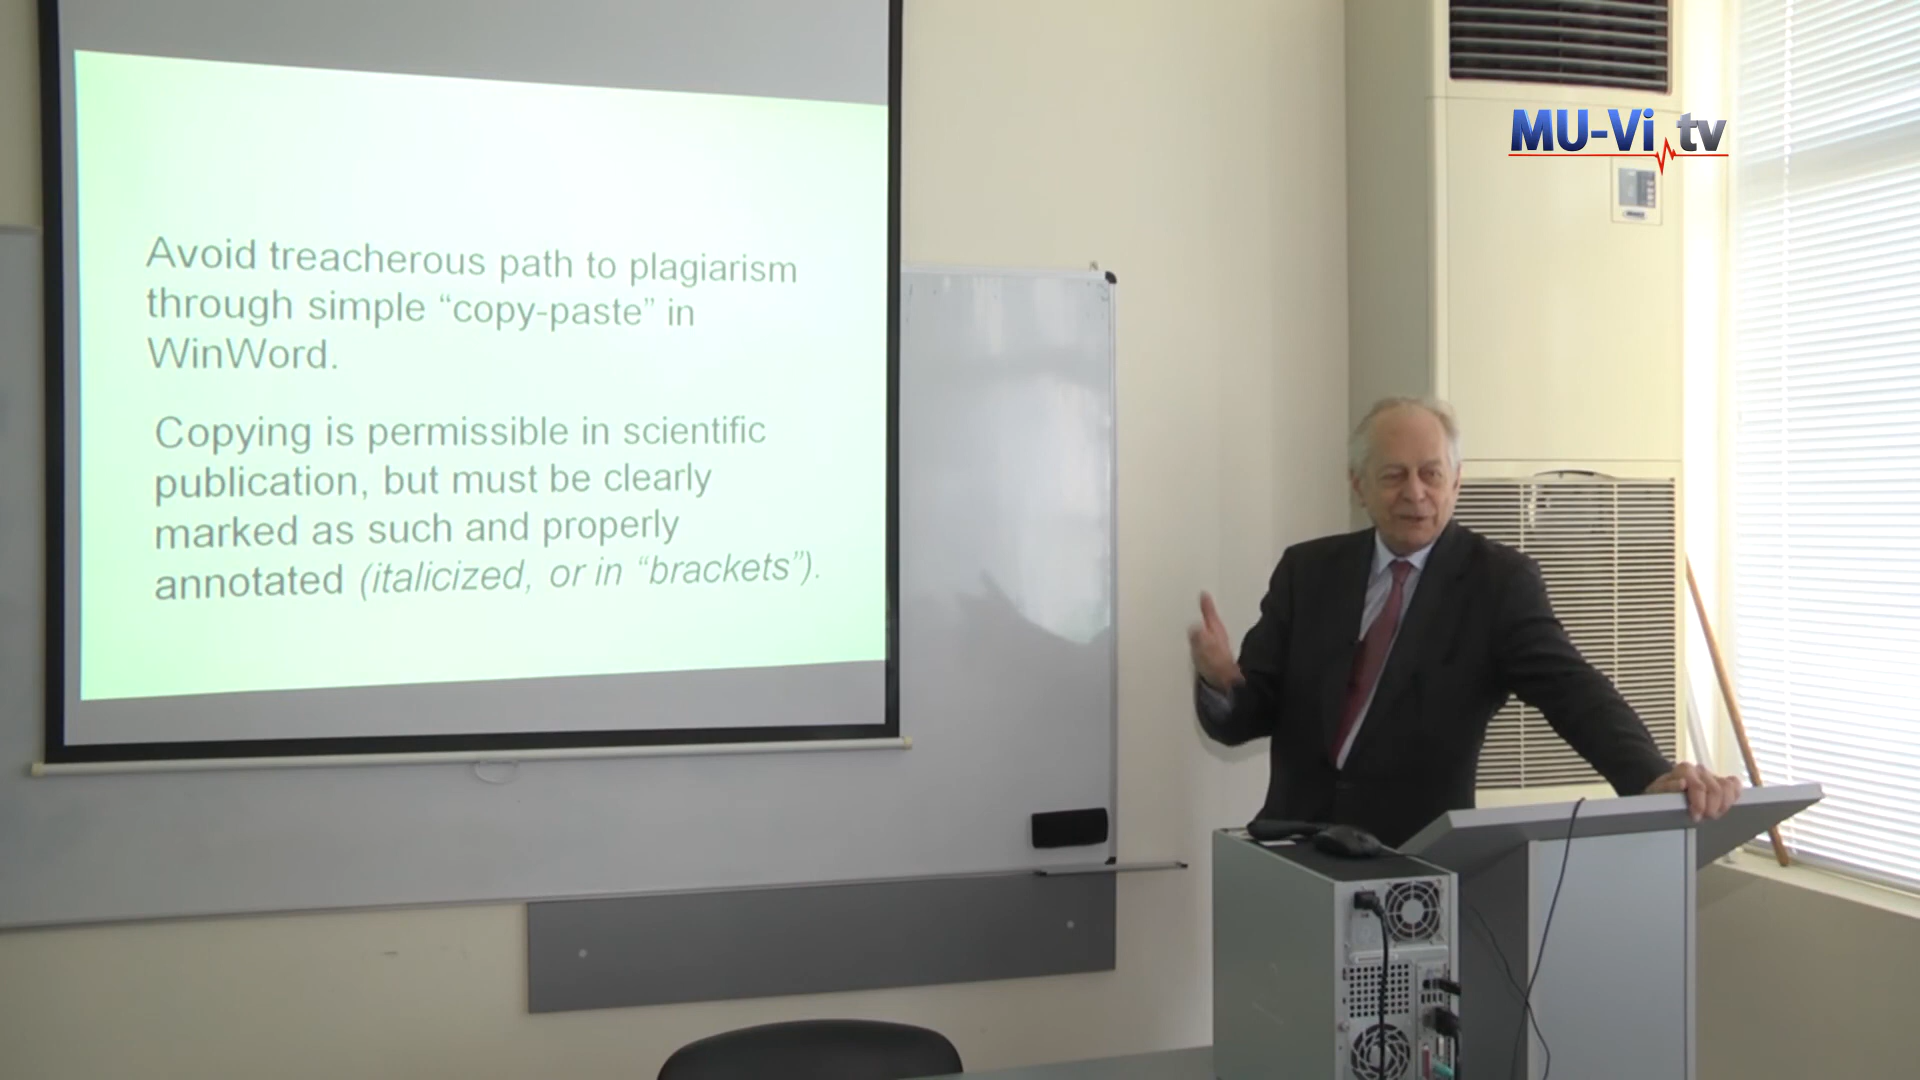 Avoid treacherous path to plagiarism
through simple “copy-paste” in
WinWord.
Copying is permissible in scientific
publication, but must be clearly
marked as such and properly
annotated (italicized, or in “brackets”).
MU-Vi tv